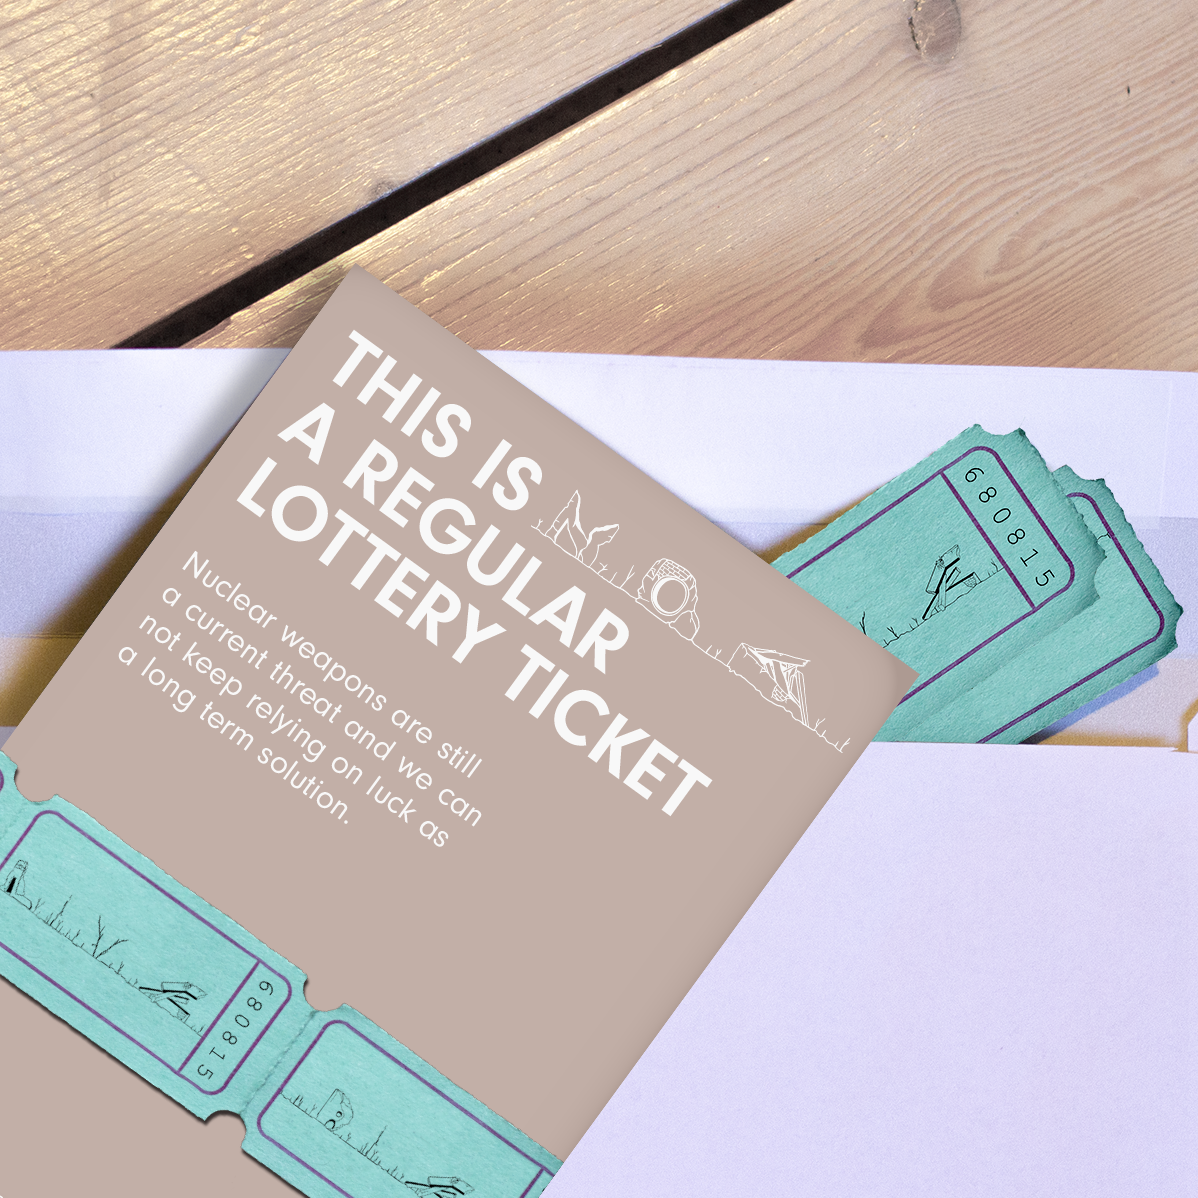 THIS IS
A REGULAR
LOTTERY TICKET
Nuclear weapons are still
a current threat and we can
not keep relying on luck as
a long term solution.
680815
680815